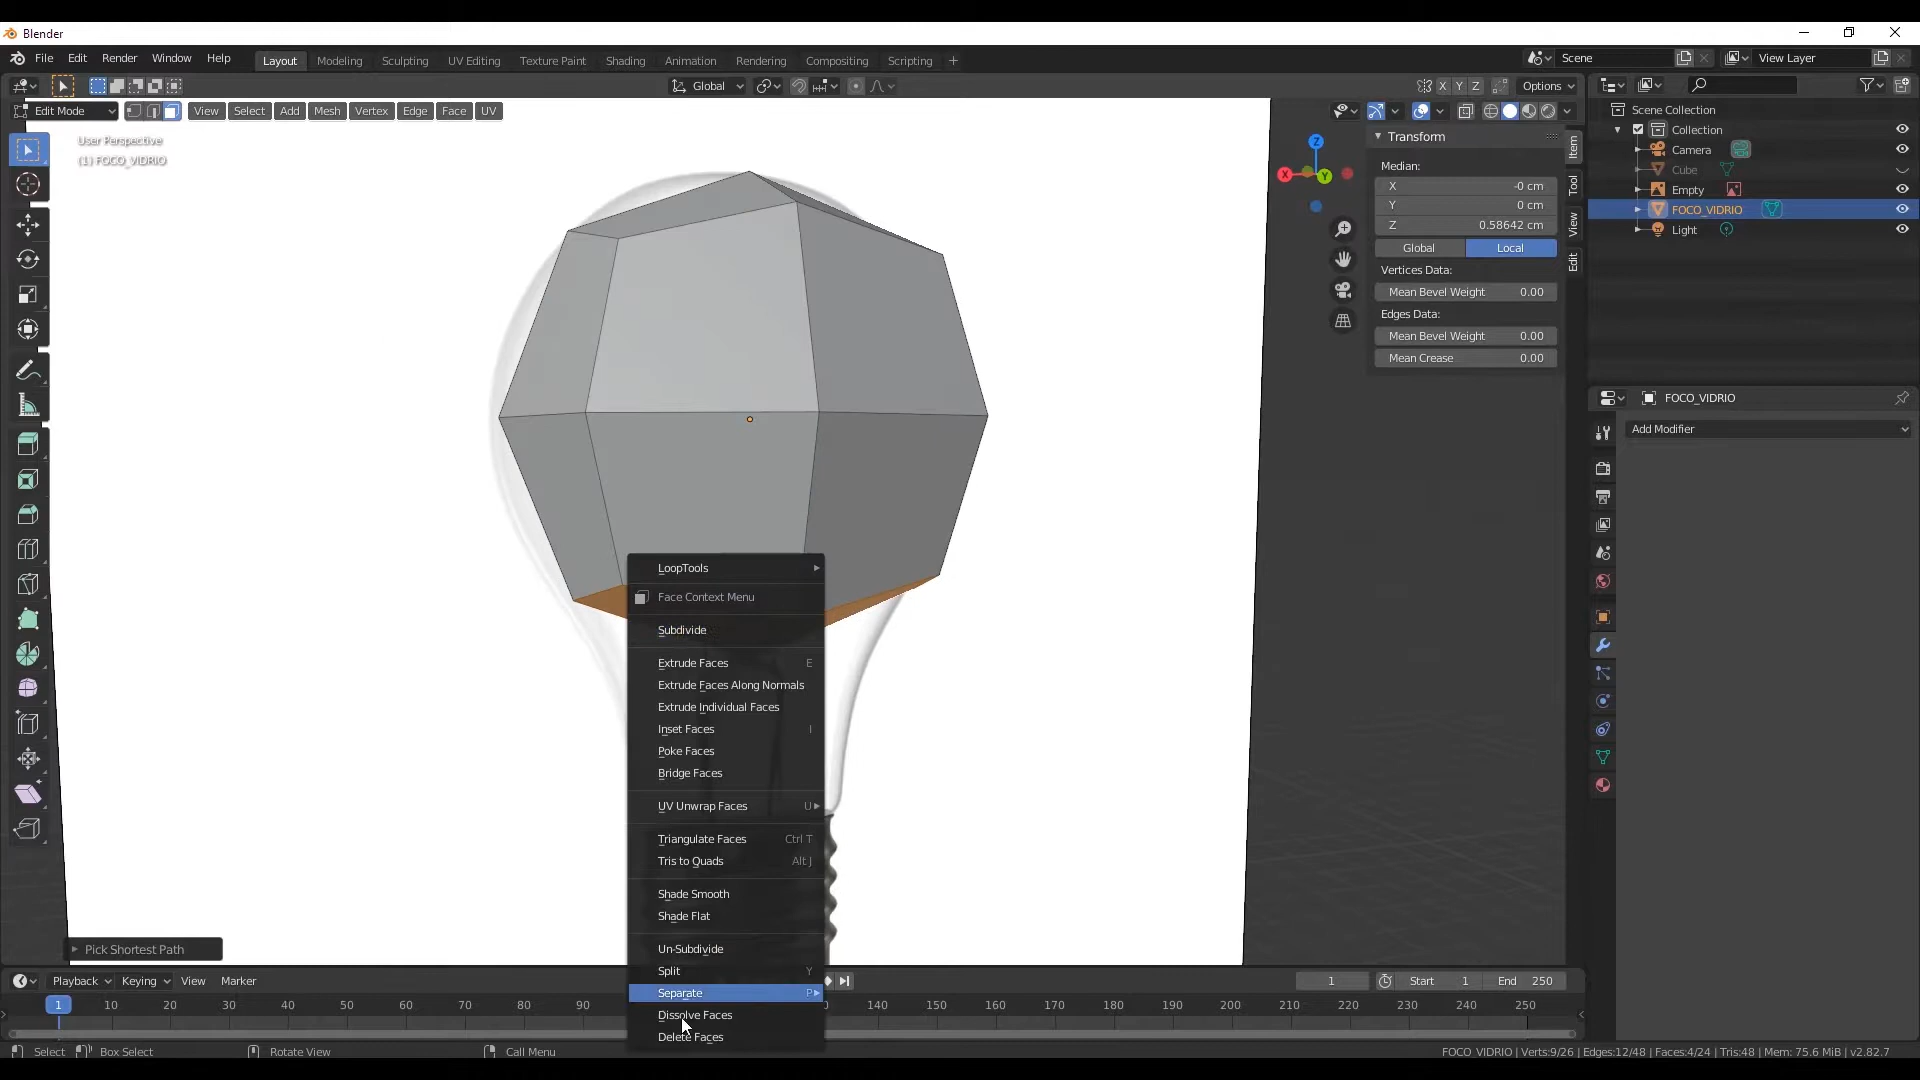 Blender
File Edit Render Window Help
Layout Modeling Sculpting UV Editing Texture Paint Shading Animation Rendering Compositing Scripting +
Scene
View Layer
Global
X Y Z
Options
Edit Mode
View Select Add Mesh Vertex Edge Face UV
User Perspective
(1) FOCO_VIDRIO
Z
X
Y
Transform
Median:
X -0 cm
Y 0 cm
Z 0.58642 cm
Global Local
Vertices Data:
Mean Bevel Weight 0.00
Edges Data:
Mean Bevel Weight 0.00
Mean Crease 0.00
Item
Tool
View
Edit
Scene Collection
Collection
Camera
Cube
Empty
FOCO_VIDRIO
Light
FOCO_VIDRIO
Add Modifier
LoopTools
Face Context Menu
Subdivide
Extrude Faces E
Extrude Faces Along Normals
Extrude Individual Faces
Inset Faces I
Poke Faces
Bridge Faces
UV Unwrap Faces U
Triangulate Faces Ctrl T
Tris to Quads Alt J
Shade Smooth
Shade Flat
Un-Subdivide
Split Y
Separate P
Dissolve Faces
Delete Faces
Pick Shortest Path
Playback Keying View Marker
1
Start 1
End 250
1 10 20 30 40 50 60 70 80 90 140 150 160 170 180 190 200 210 220 230 240 250
Select Box Select Rotate View Call Menu
FOCO_VIDRIO | Verts:9/26 | Edges:12/48 | Faces:4/24 | Tris:48 | Mem: 75.6 MiB | v2.82.7